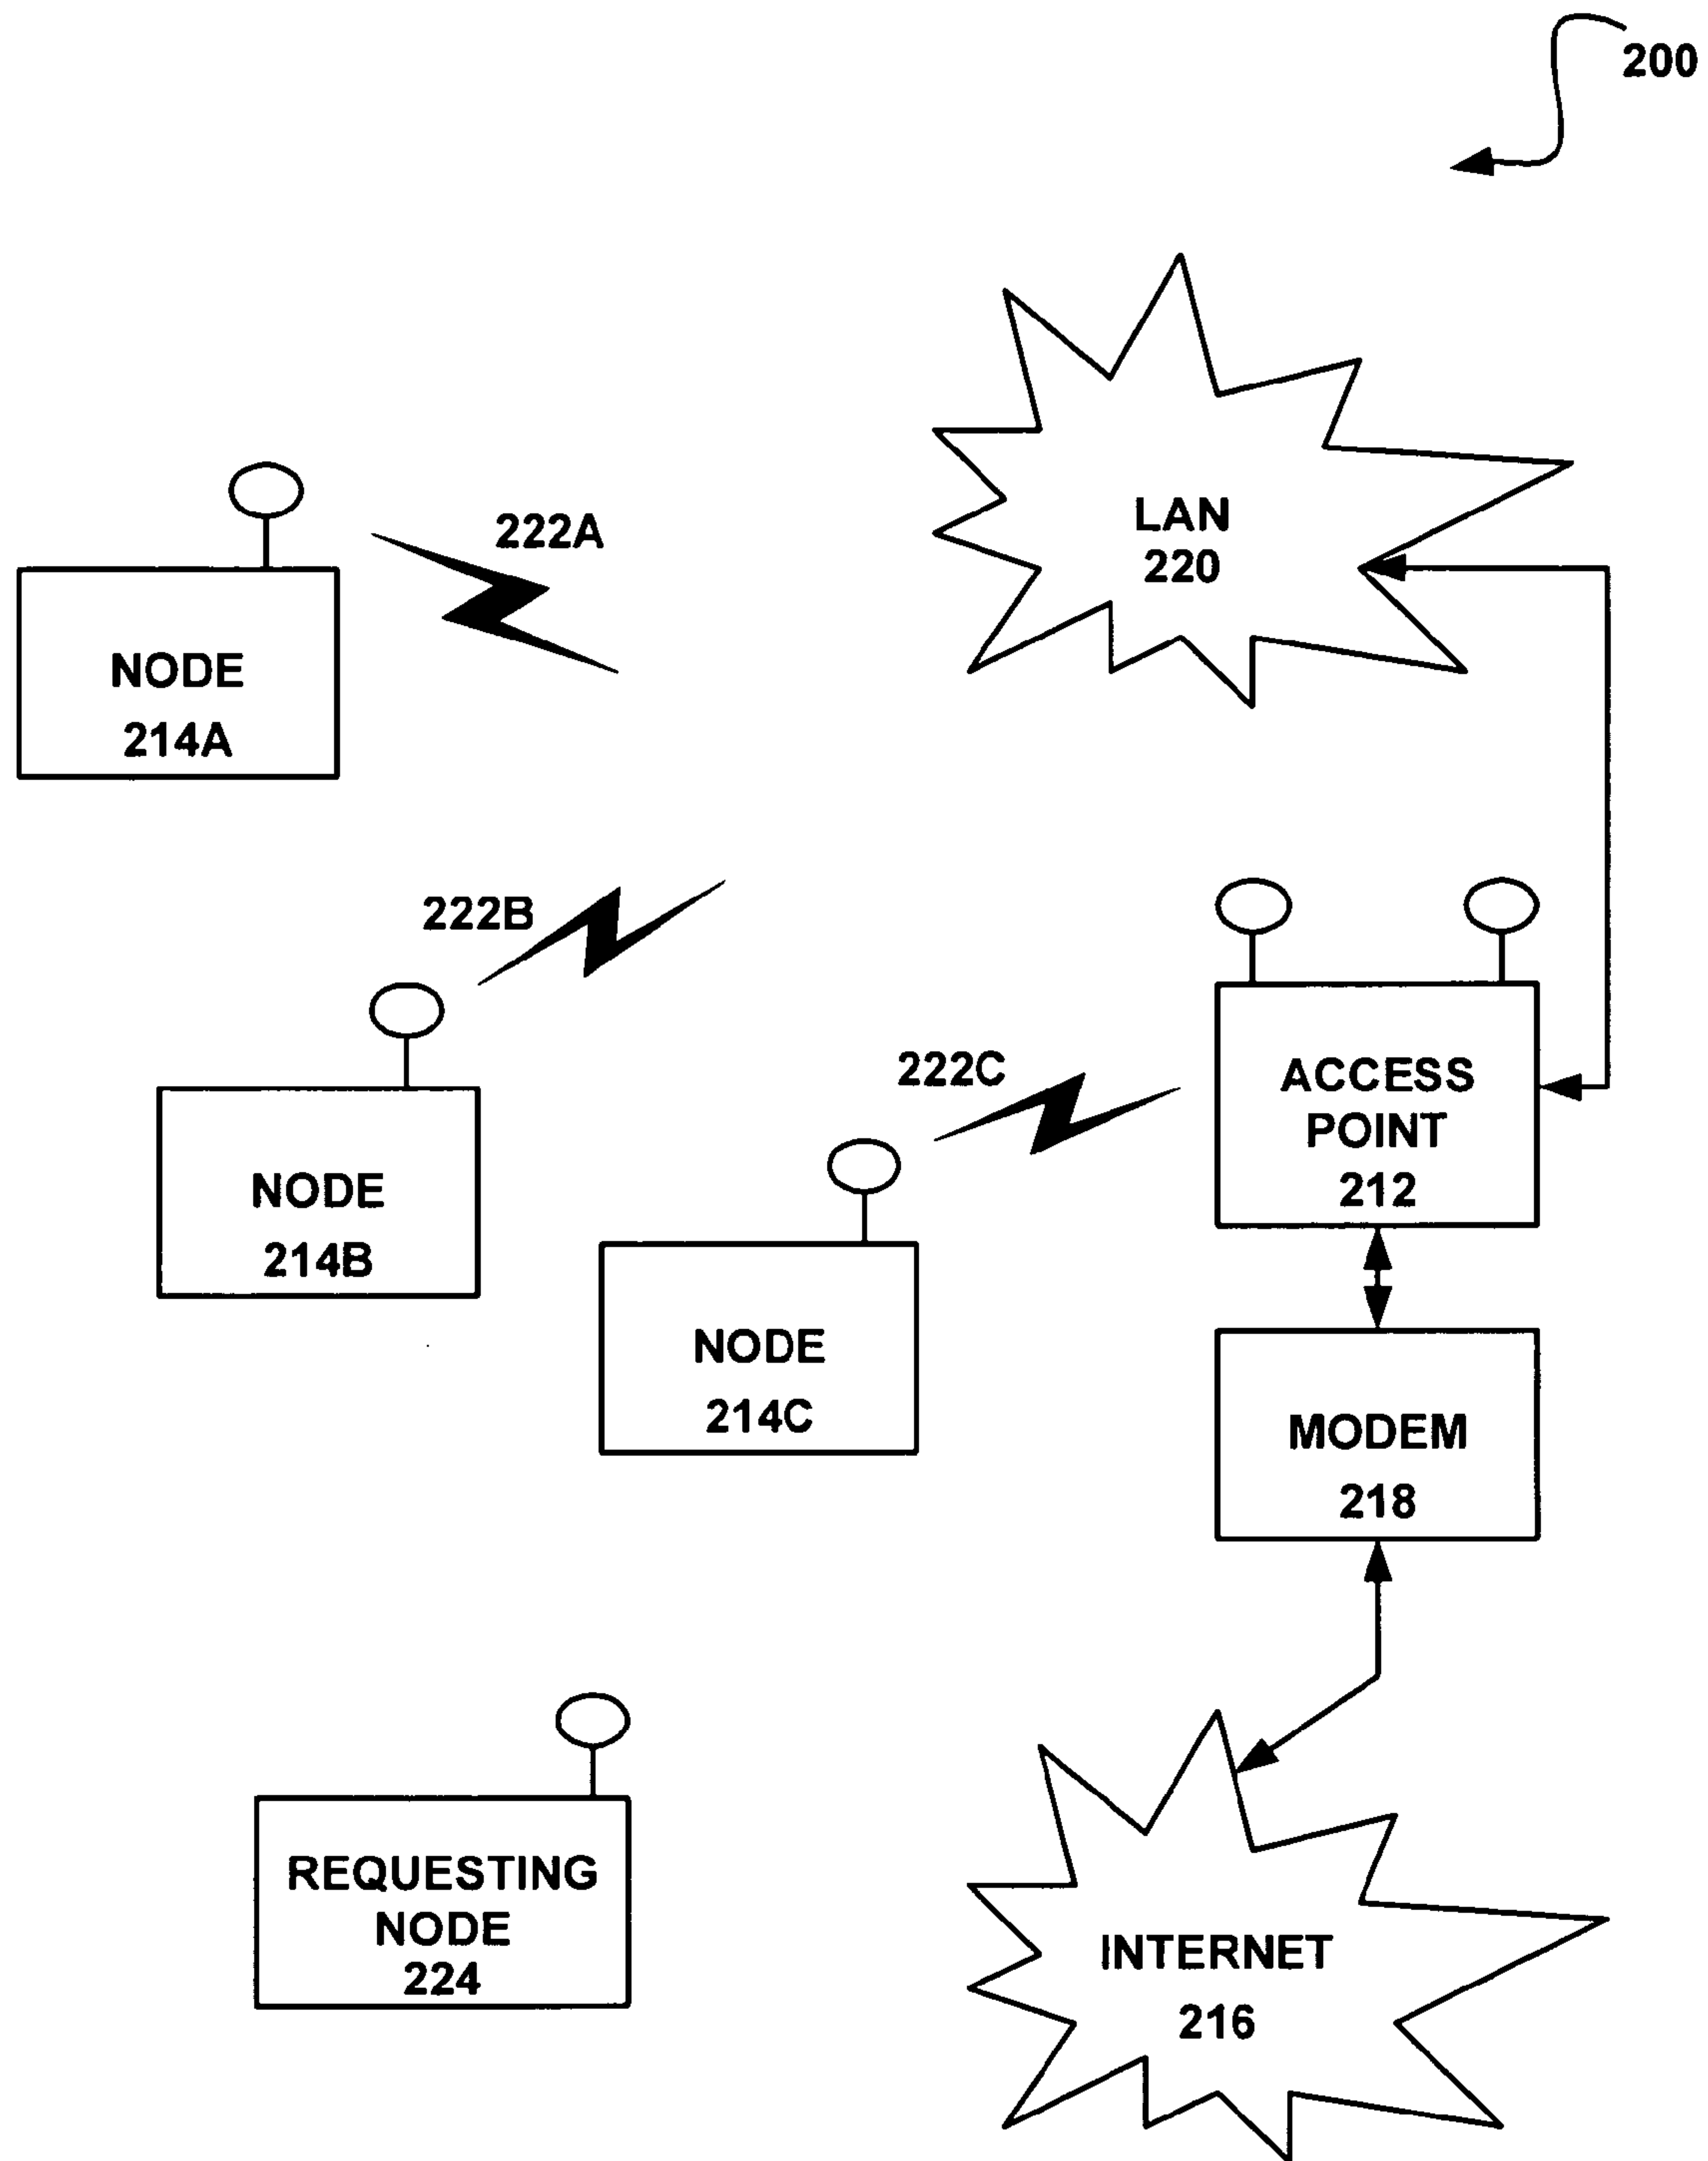 200
LAN
220
222A
NODE
214A
222B
222C
ACCESS
POINT
212
NODE
214B
NODE
214C
MODEM
218
REQUESTING
NODE
224
INTERNET
216